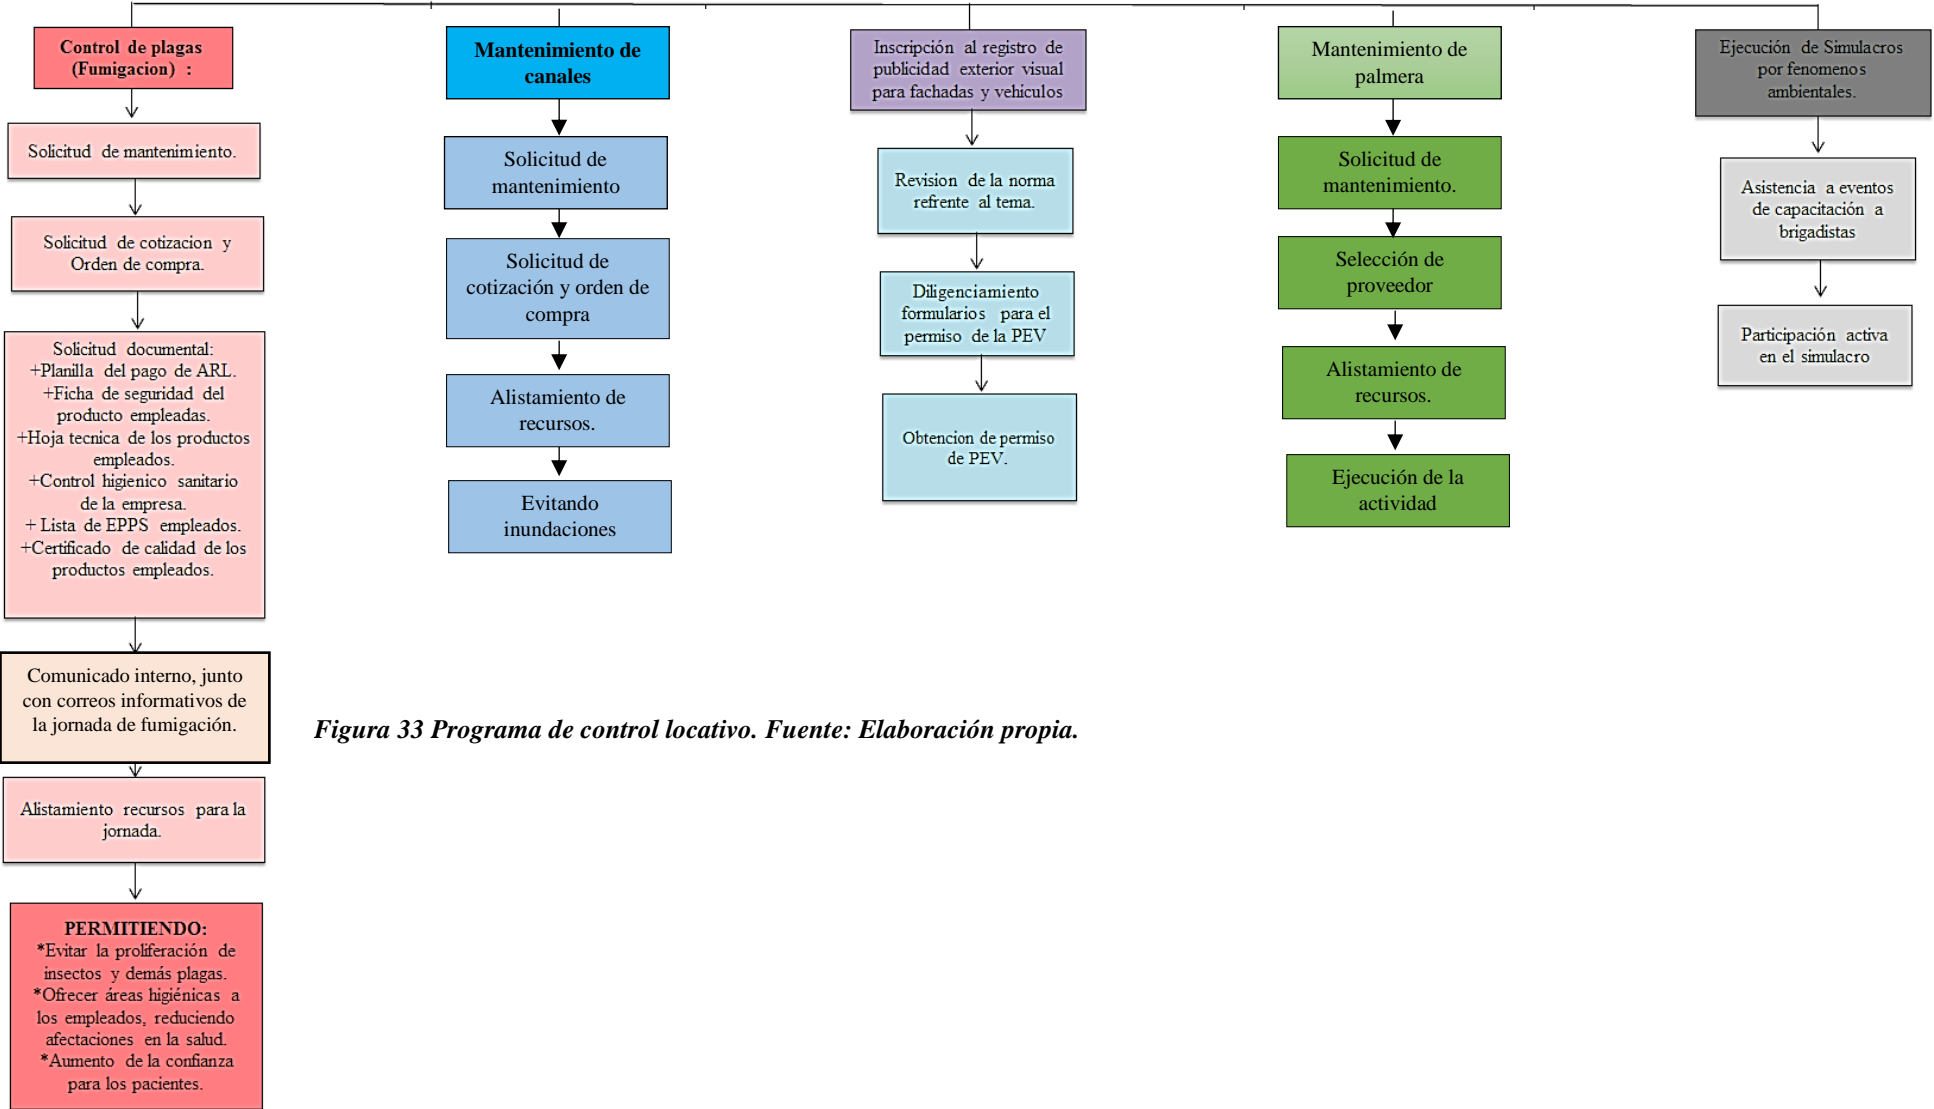 Control de plagas
(Fumigacion) :
Solicitud de mantenimiento.
Solicitud de cotizacion y
Orden de compra.
Solicitud documental:
+Planilla del pago de ARL.
+Ficha de seguridad del
producto empleadas.
+Hoja tecnica de los productos
empleados.
+Control higienico sanitario
de la empresa.
+ Lista de EPPS empleados.
+Certificado de calidad de los
productos empleados.
Comunicado interno, junto
con correos informativos de
la jornada de fumigación.
Alistamiento recursos para la
jornada.
PERMITIENDO:
*Evitar la proliferación de
insectos y demás plagas.
*Ofrecer áreas higiénicas a
los empleados, reduciendo
afectaciones en la salud.
*Aumento de la confianza
para los pacientes.
Mantenimiento de
canales
Solicitud de
mantenimiento
Solicitud de
cotización y orden de
compra
Alistamiento de
recursos.
Evitando
inundaciones
Inscripción al registro de
publicidad exterior visual
para fachadas y vehiculos
Revision de la norma
refrente al tema.
Diligenciamiento
formularios para el
permiso de la PEV
Obtencion de permiso
de PEV.
Mantenimiento de
palmera
Solicitud de
mantenimiento.
Selección de
proveedor
Alistamiento de
recursos.
Ejecución de la
actividad
Ejecución de Simulacros
por fenomenos
ambientales.
Asistencia a eventos
de capacitación a
brigadistas
Participación activa
en el simulacro
Figura 33 Programa de control locativo. Fuente: Elaboración propia.